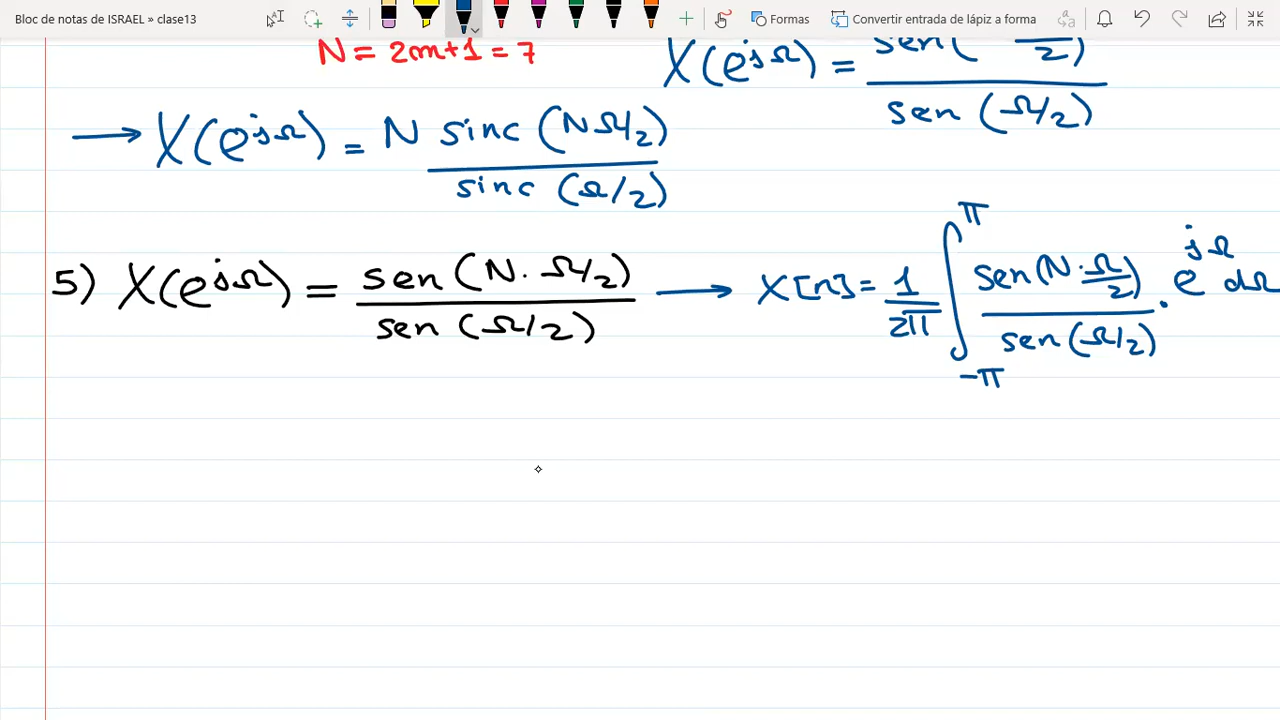 Bloc de notas de ISRAEL » clase13
Formas
Convertir entrada de lápiz a forma
N = 2m+1 = 7
X(e^{jΩ}) = sen( /2) / sen(Ω/2)
→ X(e^{jΩ}) = N sinc(NΩ/2) / sinc(Ω/2)
5) X(e^{jΩ}) = sen(N·Ω/2) / sen(Ω/2) → X[n] = 1/2π ∫_{-π}^{π} sen(N·Ω/2) / sen(Ω/2) · e^{jΩ} dΩ